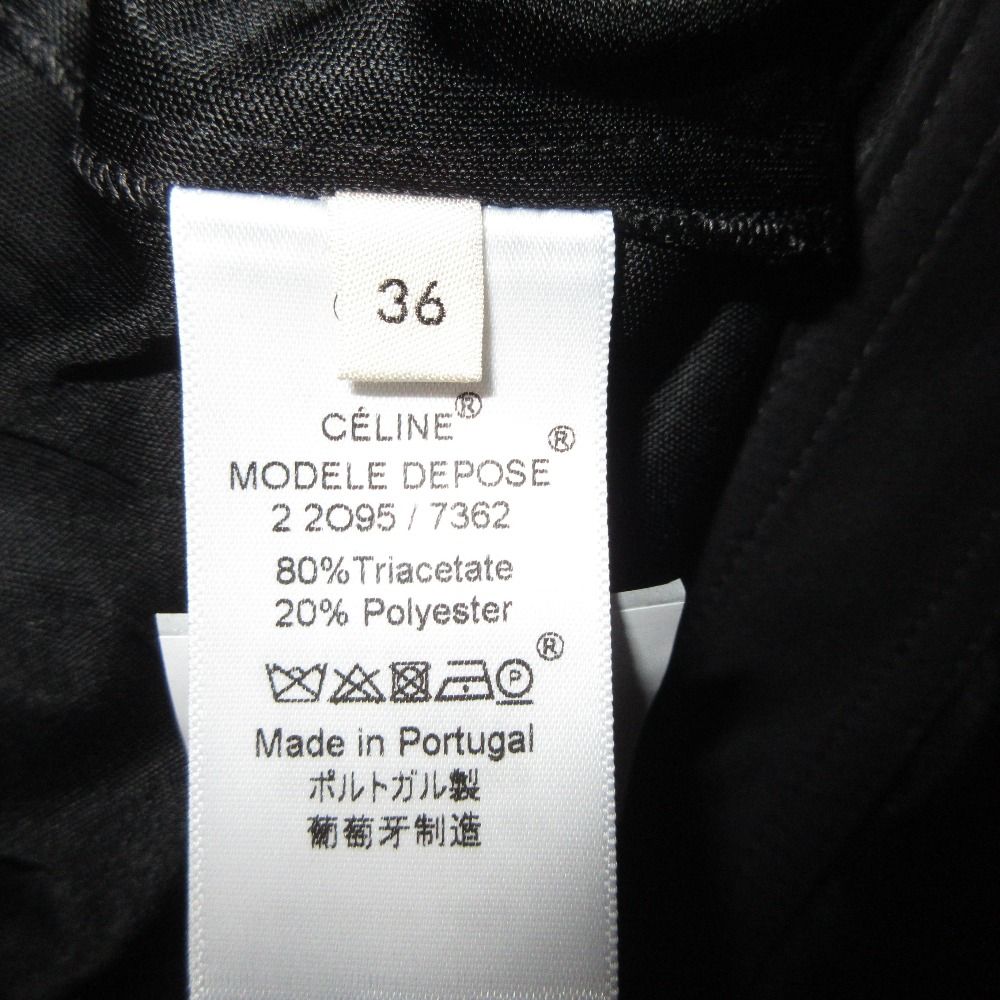 36
CÉLINE®
MODELE DEPOSE®
2 2O95 / 7362
80%Triacetate
20% Polyester
P ®
Made in Portugal
ポルトガル製
葡萄牙制造